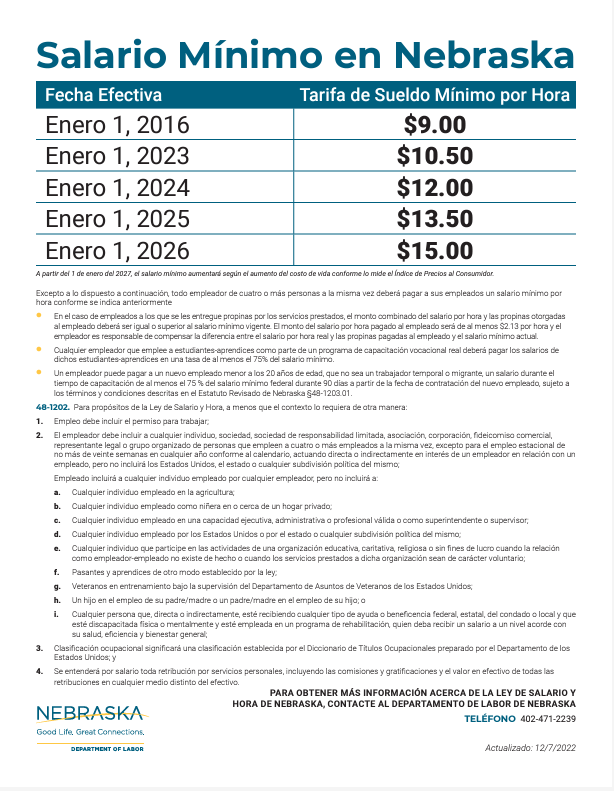 Salario Mínimo en Nebraska
Fecha Efectiva Tarifa de Sueldo Mínimo por Hora
Enero 1, 2016 $9.00
Enero 1, 2023 $10.50
Enero 1, 2024 $12.00
Enero 1, 2025 $13.50
Enero 1, 2026 $15.00
A partir del 1 de enero del 2027, el salario mínimo aumentará según el aumento del costo de vida conforme lo mide el Índice de Precios al Consumidor.
Excepto a lo dispuesto a continuación, todo empleador de cuatro o más personas a la misma vez deberá pagar a sus empleados un salario mínimo por
hora conforme se indica anteriormente
• En el caso de empleados a los que se les entregue propinas por los servicios prestados, el monto combinado del salario por hora y las propinas otorgadas
al empleado deberá ser igual o superior al salario mínimo vigente. El monto del salario por hora pagado al empleado será de al menos $2.13 por hora y el
empleador es responsable de compensar la diferencia entre el salario por hora real y las propinas pagadas al empleado y el salario mínimo actual.
• Cualquier empleador que emplee a estudiantes-aprendices como parte de un programa de capacitación vocacional real deberá pagar los salarios de
dichos estudiantes-aprendices en una tasa de al menos el 75% del salario mínimo.
• Un empleador puede pagar a un nuevo empleado menor a los 20 años de edad, que no sea un trabajador temporal o migrante, un salario durante el
tiempo de capacitación de al menos el 75 % del salario mínimo federal durante 90 días a partir de la fecha de contratación del nuevo empleado, sujeto a
los términos y condiciones descritas en el Estatuto Revisado de Nebraska §48-1203.01.
48-1202. Para propósitos de la Ley de Salario y Hora, a menos que el contexto lo requiera de otra manera:
1. Empleo debe incluir el permiso para trabajar;
2. El empleador debe incluir a cualquier individuo, sociedad, sociedad de responsabilidad limitada, asociación, corporación, fideicomiso comercial,
representante legal o grupo organizado de personas que empleen a cuatro o más empleados a la misma vez, excepto para el empleo estacional de
no más de veinte semanas en cualquier año conforme al calendario, actuando directa o indirectamente en interés de un empleador en relación con un
empleado, pero no incluirá los Estados Unidos, el estado o cualquier subdivisión política del mismo;
Empleado incluirá a cualquier individuo empleado por cualquier empleador, pero no incluirá a:
a. Cualquier individuo empleado en la agricultura;
b. Cualquier individuo empleado como niñera en o cerca de un hogar privado;
c. Cualquier individuo empleado en una capacidad ejecutiva, administrativa o profesional válida o como superintendente o supervisor;
d. Cualquier individuo empleado por los Estados Unidos o por el estado o cualquier subdivisión política del mismo;
e. Cualquier individuo que participe en las actividades de una organización educativa, caritativa, religiosa o sin fines de lucro cuando la relación
como empleador-empleado no existe de hecho o cuando los servicios prestados a dicha organización sean de carácter voluntario;
f. Pasantes y aprendices de otro modo establecido por la ley;
g. Veteranos en entrenamiento bajo la supervisión del Departamento de Asuntos de Veteranos de los Estados Unidos;
h. Un hijo en el empleo de su padre/madre o un padre/madre en el empleo de su hijo; o
i. Cualquier persona que, directa o indirectamente, esté recibiendo cualquier tipo de ayuda o beneficencia federal, estatal, del condado o local y que
esté discapacitada física o mentalmente y esté empleada en un programa de rehabilitación, quien deba recibir un salario a un nivel acorde con
su salud, eficiencia y bienestar general;
3. Clasificación ocupacional significará una clasificación establecida por el Diccionario de Títulos Ocupacionales preparado por el Departamento de los
Estados Unidos; y
4. Se entenderá por salario toda retribución por servicios personales, incluyendo las comisiones y gratificaciones y el valor en efectivo de todas las
retribuciones en cualquier medio distinto del efectivo.
PARA OBTENER MÁS INFORMACIÓN ACERCA DE LA LEY DE SALARIO Y
HORA DE NEBRASKA, CONTACTE AL DEPARTAMENTO DE LABOR DE NEBRASKA
TELÉFONO 402-471-2239
NEBRASKA
Good Life. Great Connections.
DEPARTMENT OF LABOR
Actualizado: 12/7/2022